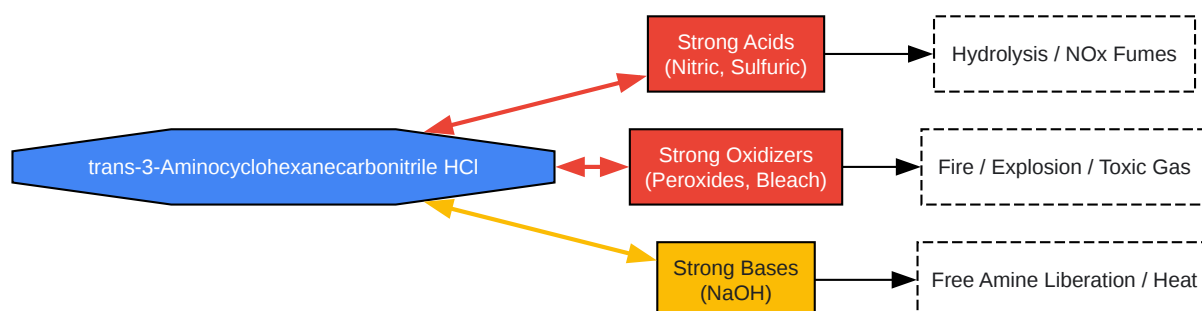 Strong Acids
(Nitric, Sulfuric)
Hydrolysis / NOx Fumes
trans-3-Aminocyclohexanecarbonitrile HCl
Strong Oxidizers
(Peroxides, Bleach)
Fire / Explosion / Toxic Gas
Strong Bases
(NaOH)
Free Amine Liberation / Heat